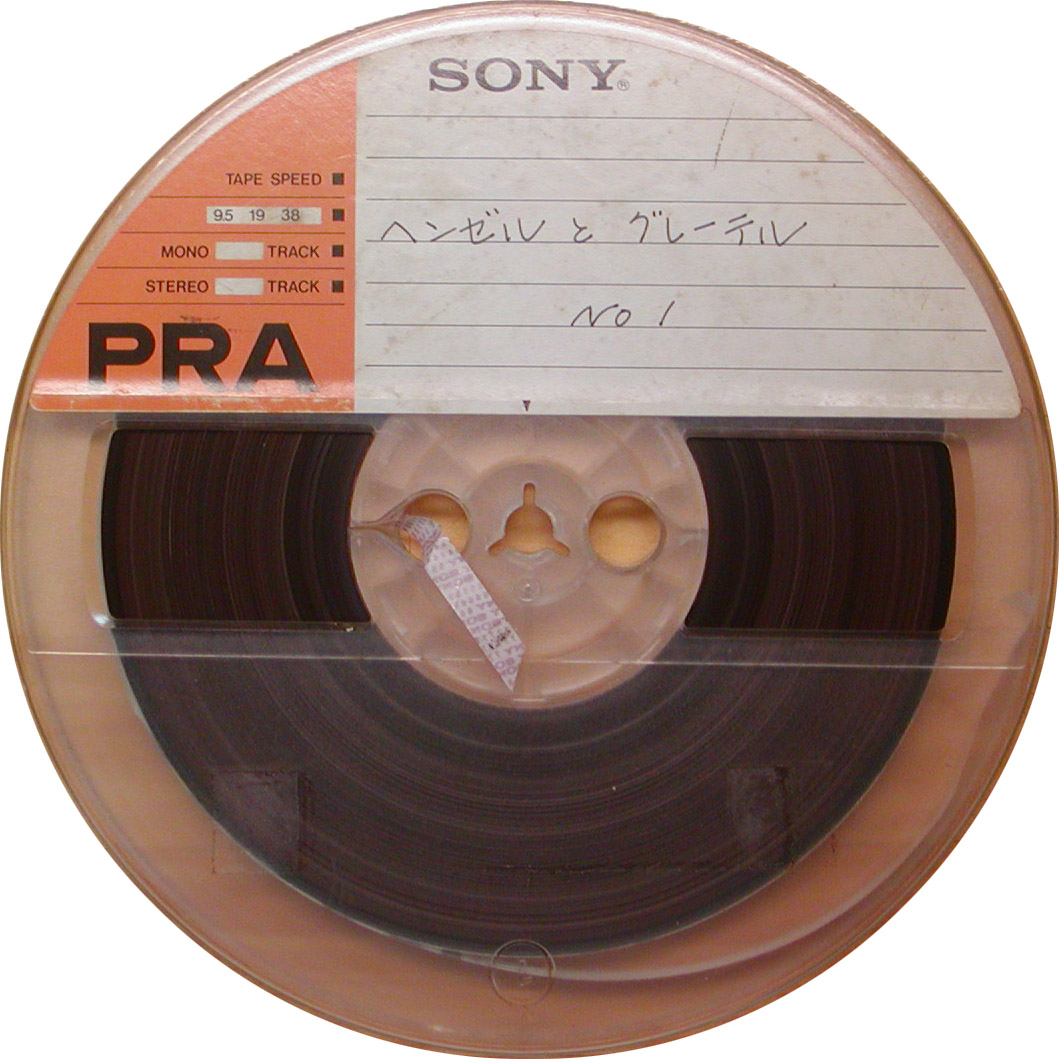 SONY®
TAPE SPEED
9.5 19 38
MONO TRACK
STEREO TRACK
PRA
ヘンゼルと グレーテル
NO 1